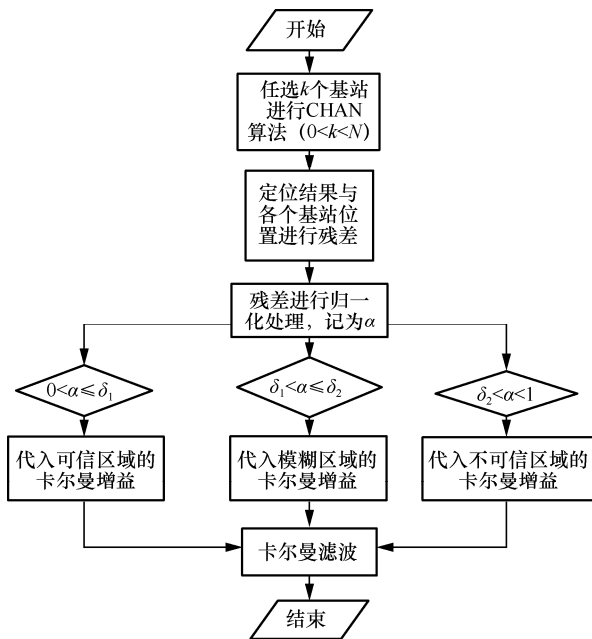 开始
任选k个基站
进行CHAN
算法（0<k<N）
定位结果与
各个基站位
置进行残差
残差进行归一
化处理，记为α
0<α≤δ₁
δ₁<α≤δ₂
δ₂<α<1
代入可信区域的
卡尔曼增益
代入模糊区域的
卡尔曼增益
代入不可信区域的
卡尔曼增益
卡尔曼滤波
结束